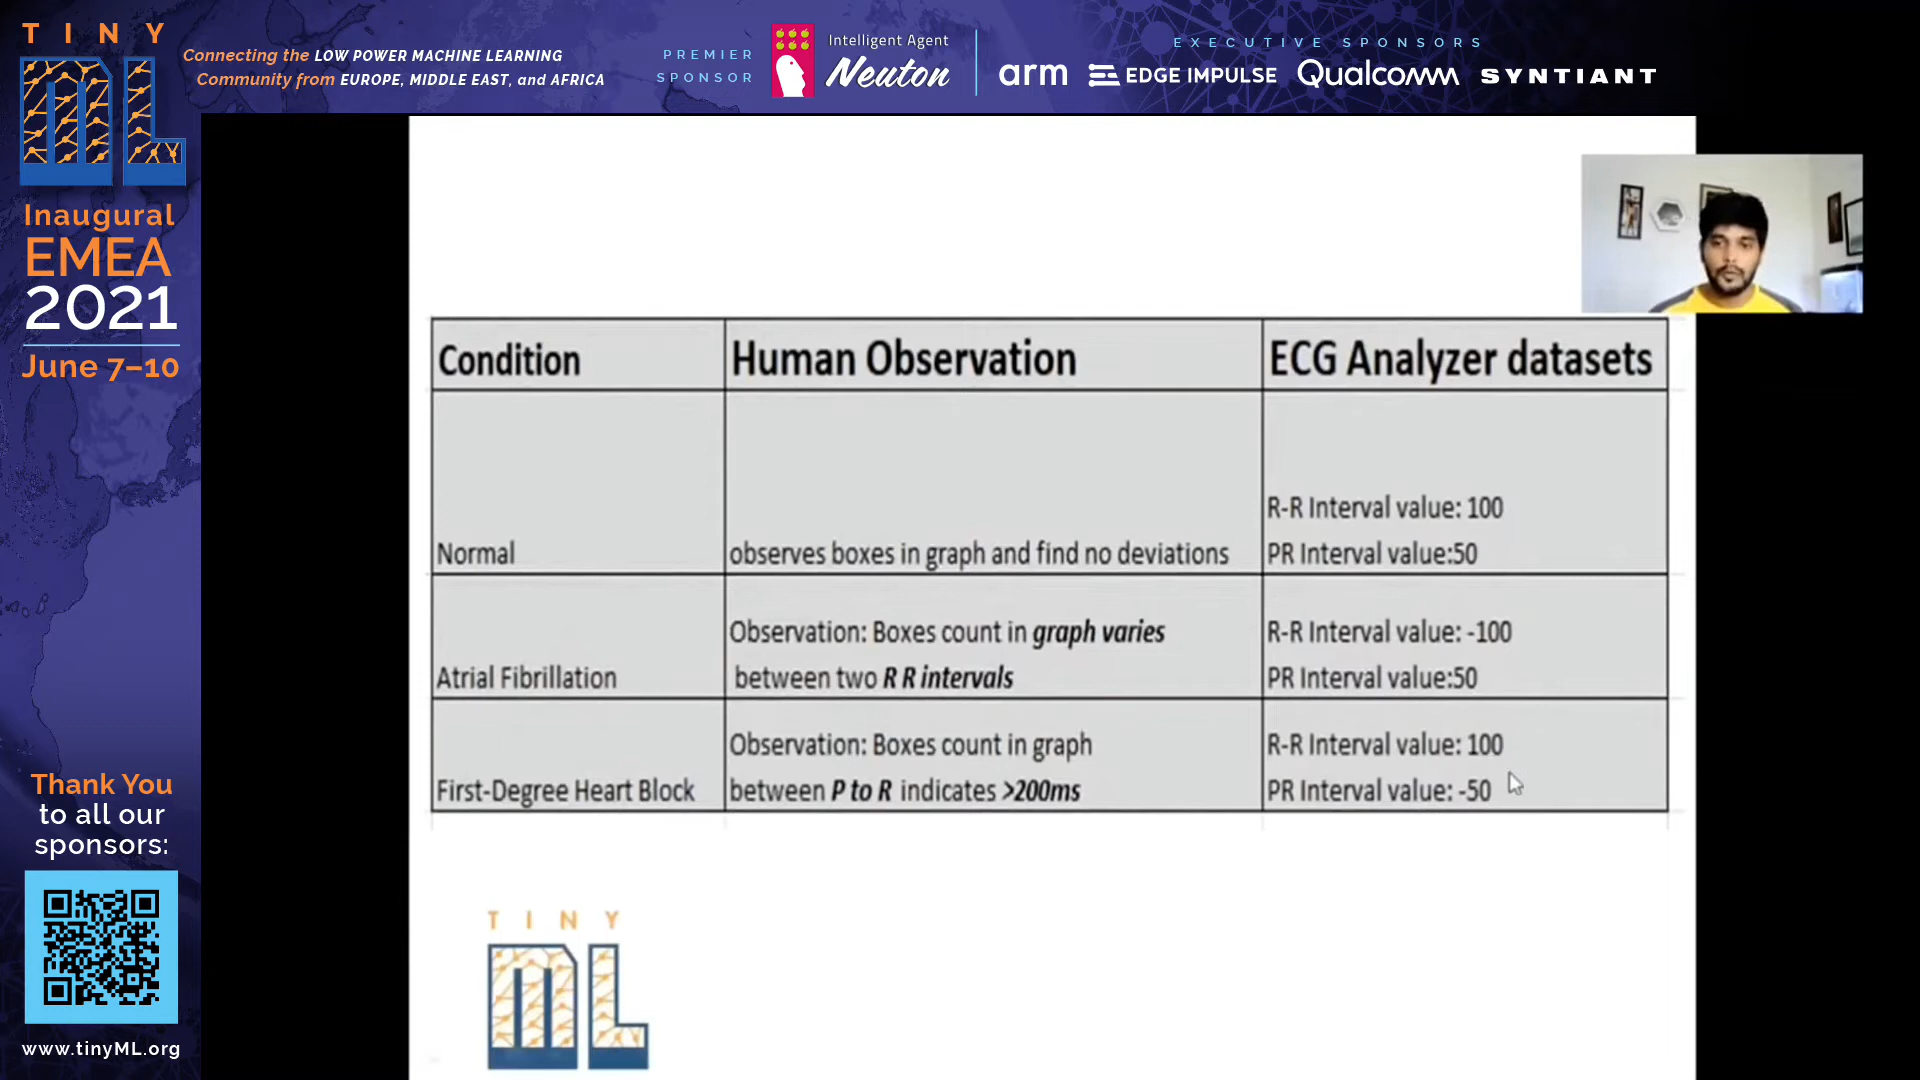 TINY
ML
Connecting the LOW POWER MACHINE LEARNING
Community from EUROPE, MIDDLE EAST, and AFRICA
PREMIER
SPONSOR
Intelligent Agent
Neuton
EXECUTIVE SPONSORS
arm
EDGE IMPULSE
Qualcomm
SYNTIANT
Inaugural
EMEA
2021
June 7–10
Condition
Human Observation
ECG Analyzer datasets
Normal
observes boxes in graph and find no deviations
R-R Interval value: 100
PR Interval value:50
Atrial Fibrillation
Observation: Boxes count in graph varies
between two R R intervals
R-R Interval value: -100
PR Interval value:50
First-Degree Heart Block
Observation: Boxes count in graph
between P to R indicates >200ms
R-R Interval value: 100
PR Interval value: -50
Thank You
to all our
sponsors:
www.tinyML.org
TINY
ML